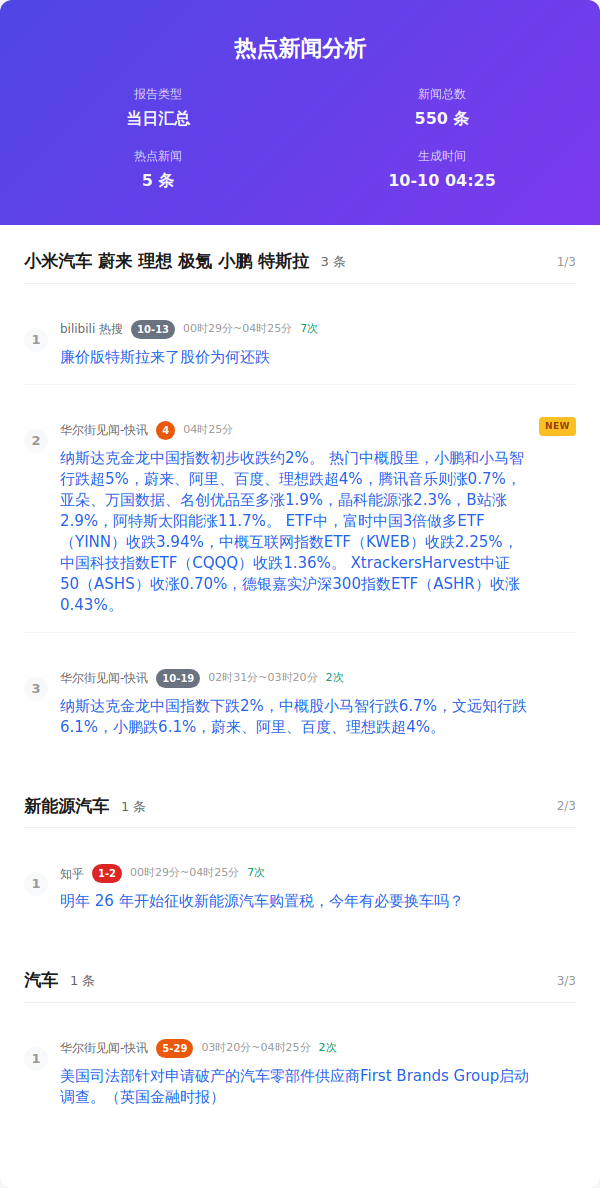 热点新闻分析
报告类型
新闻总数
当日汇总
550 条
热点新闻
生成时间
5 条
10-10 04:25
小米汽车 蔚来 理想 极氪 小鹏 特斯拉 3 条 1/3
1 bilibili 热搜 10-13 00时29分~04时25分 7次
廉价版特斯拉来了股价为何还跌
2 华尔街见闻-快讯 4 04时25分 NEW
纳斯达克金龙中国指数初步收跌约2%。 热门中概股里，小鹏和小马智
行跌超5%，蔚来、阿里、百度、理想跌超4%，腾讯音乐则涨0.7%，
亚朵、万国数据、名创优品至多涨1.9%，晶科能源涨2.3%，B站涨
2.9%，阿特斯太阳能涨11.7%。 ETF中，富时中国3倍做多ETF
（YINN）收跌3.94%，中概互联网指数ETF（KWEB）收跌2.25%，
中国科技指数ETF（CQQQ）收跌1.36%。 XtrackersHarvest中证
50（ASHS）收涨0.70%，德银嘉实沪深300指数ETF（ASHR）收涨
0.43%。
3 华尔街见闻-快讯 10-19 02时31分~03时20分 2次
纳斯达克金龙中国指数下跌2%，中概股小马智行跌6.7%，文远知行跌
6.1%，小鹏跌6.1%，蔚来、阿里、百度、理想跌超4%。
新能源汽车 1 条 2/3
1 知乎 1-2 00时29分~04时25分 7次
明年 26 年开始征收新能源汽车购置税，今年有必要换车吗？
汽车 1 条 3/3
1 华尔街见闻-快讯 5-29 03时20分~04时25分 2次
美国司法部针对申请破产的汽车零部件供应商First Brands Group启动
调查。（英国金融时报）